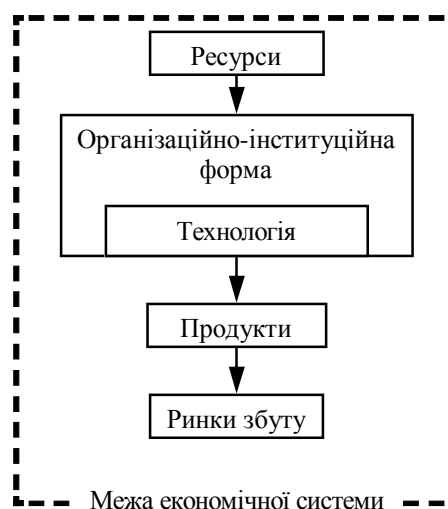 Ресурси
Організаційно-інституційна
форма
Технологія
Продукти
Ринки збуту
Межа економічної системи